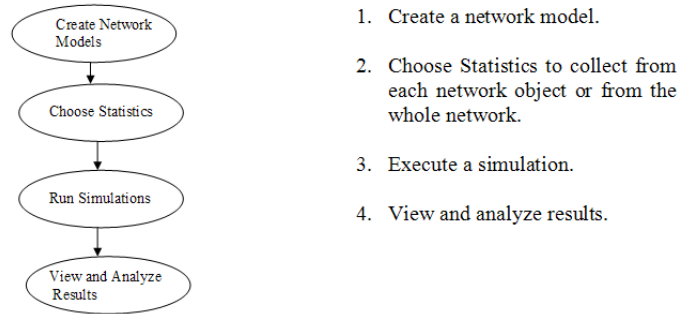 Create Network
Models
Choose Statistics
Run Simulations
View and Analyze
Results
1. Create a network model.
2. Choose Statistics to collect from
each network object or from the
whole network.
3. Execute a simulation.
4. View and analyze results.